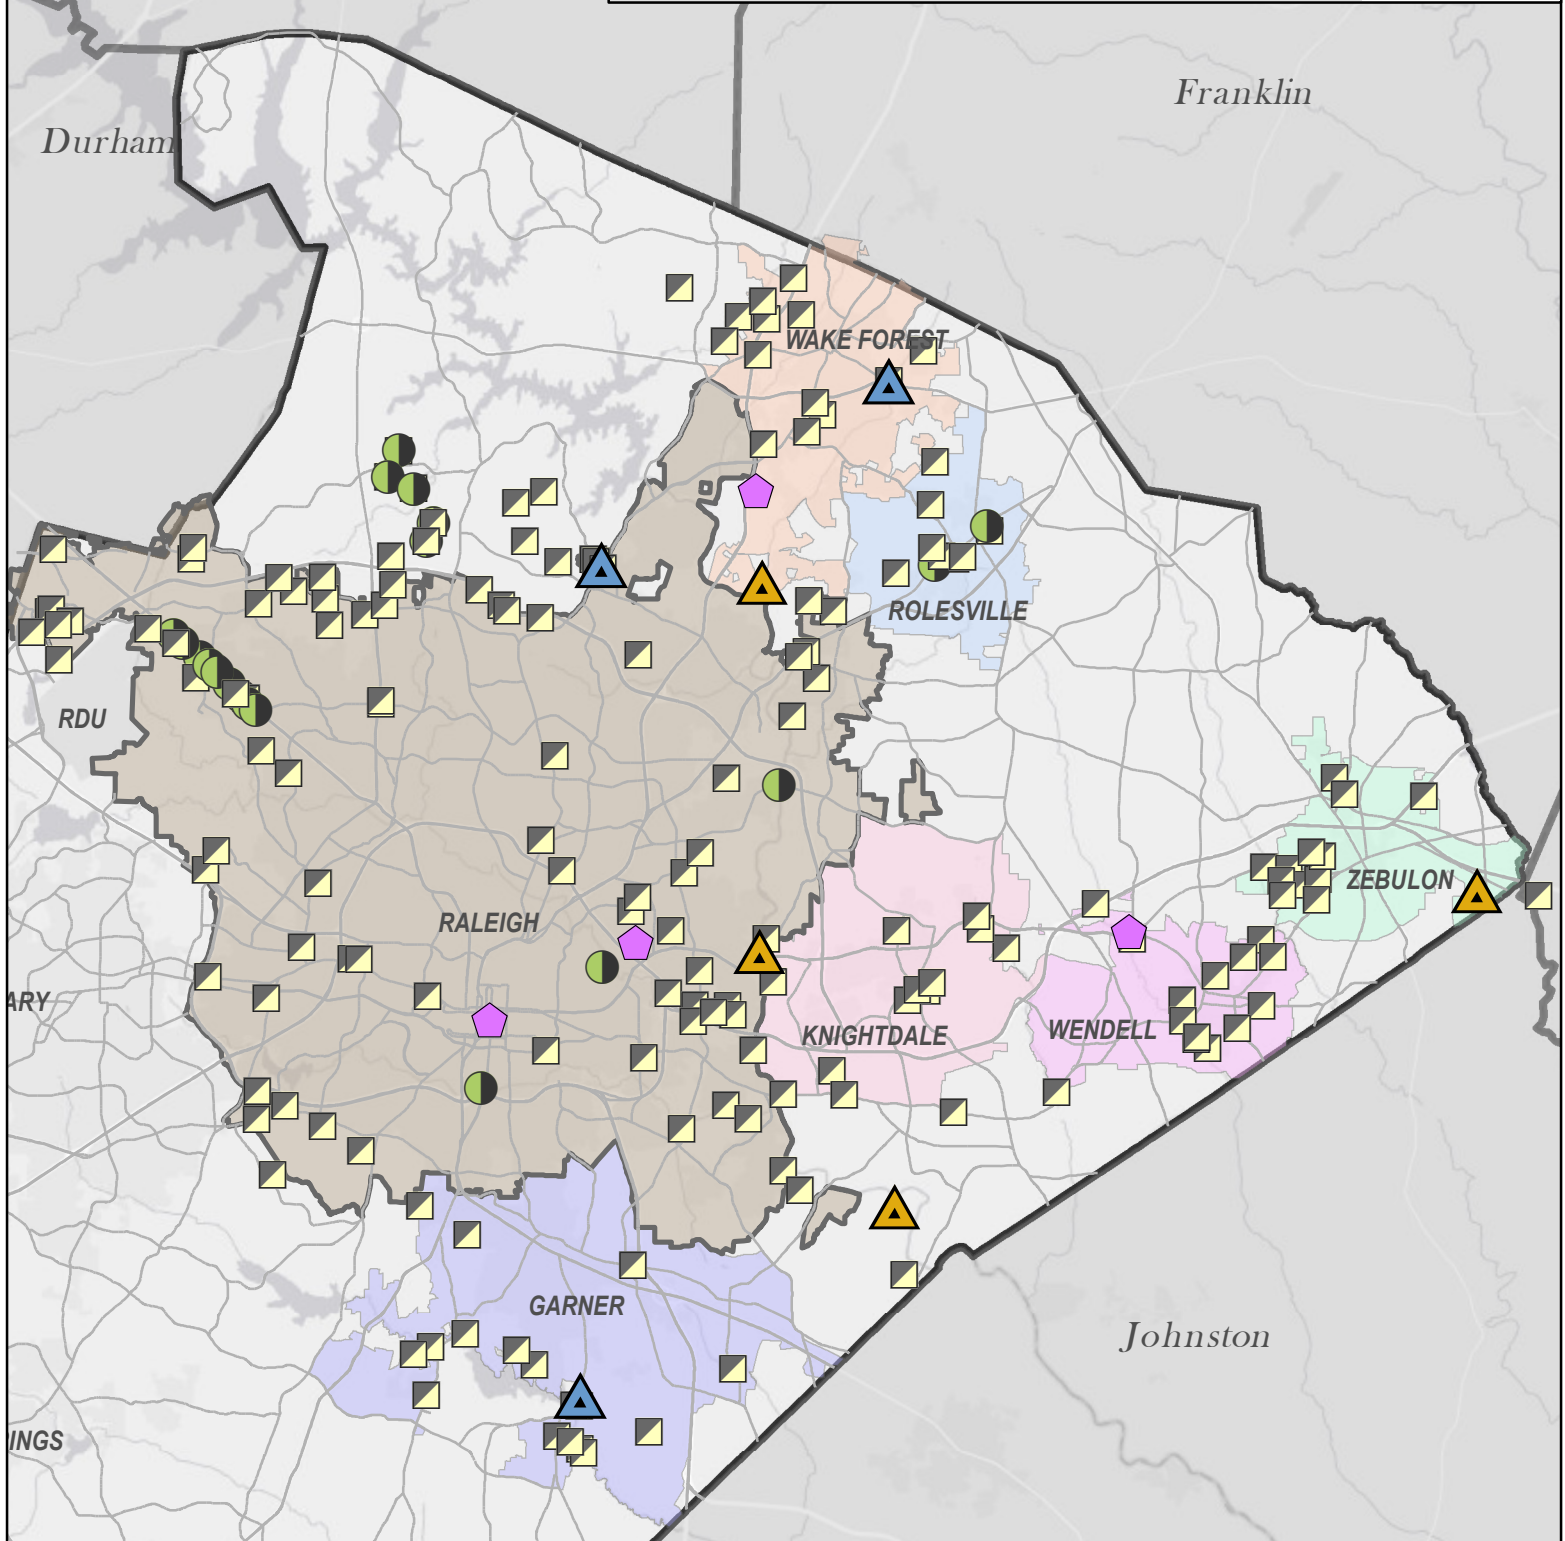 Franklin
Durham
WAKE FOREST
ROLESVILLE
RDU
ZEBULON
RALEIGH
ARY
KNIGHTDALE
WENDELL
GARNER
Johnston
INGS